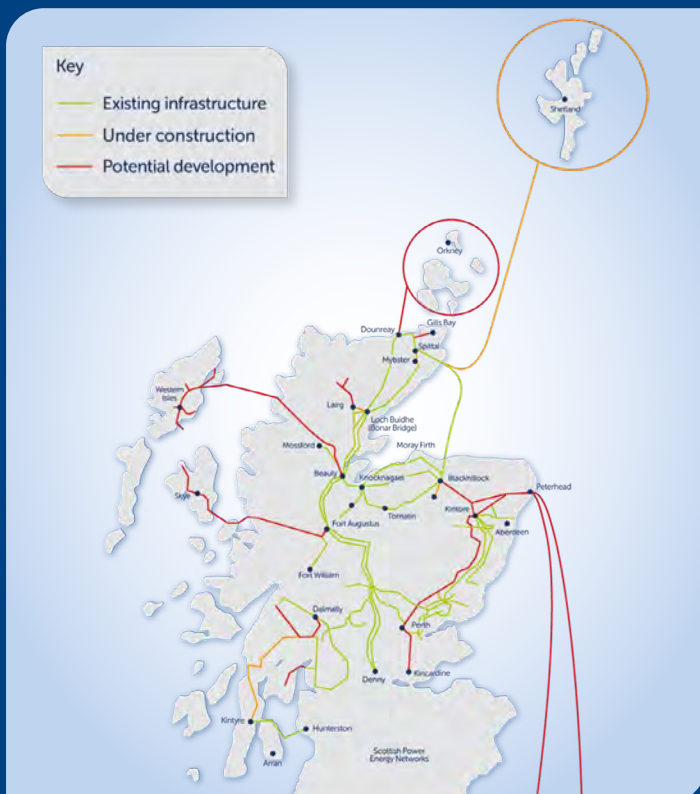 Key
Existing infrastructure
Under construction
Potential development
Shetland
Orkney
Gills Bay
Dounreay
Spittal
Mybster
Western
Isles
Lairg
Loch Buidhe
(Bonar Bridge)
Mossford
Moray Firth
Beauly
Knocknagael
Blackhillock
Peterhead
Skye
Kintore
Fort Augustus
Tomatin
Aberdeen
Fort William
Dalmally
Perth
Denny
Kincardine
Kintyre
Hunterston
Scottish Power
Energy Networks
Arran